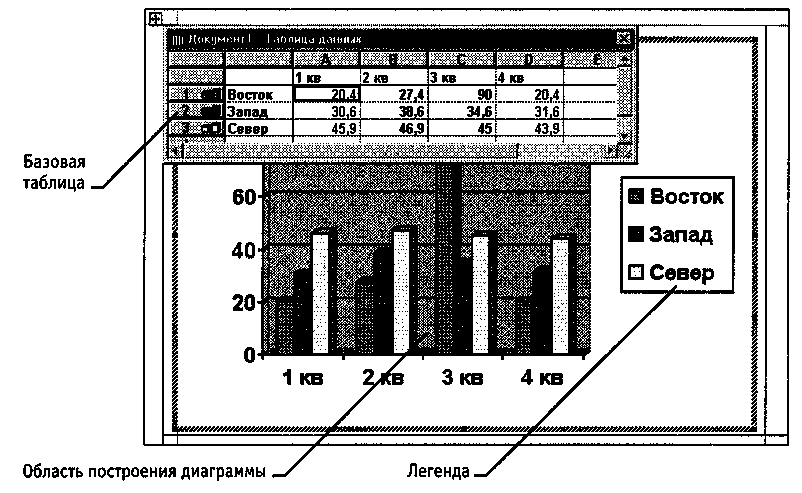 Документ1 - Таблица данных
A B C D E
1 кв 2 кв 3 кв 4 кв
1 Восток 20,4 27,4 90 20,4
2 Запад 30,6 38,6 34,6 31,6
3 Север 45,9 46,9 45 43,9
Базовая
таблица
60
40
20
0
1 кв 2 кв 3 кв 4 кв
Восток
Запад
Север
Область построения диаграммы
Легенда